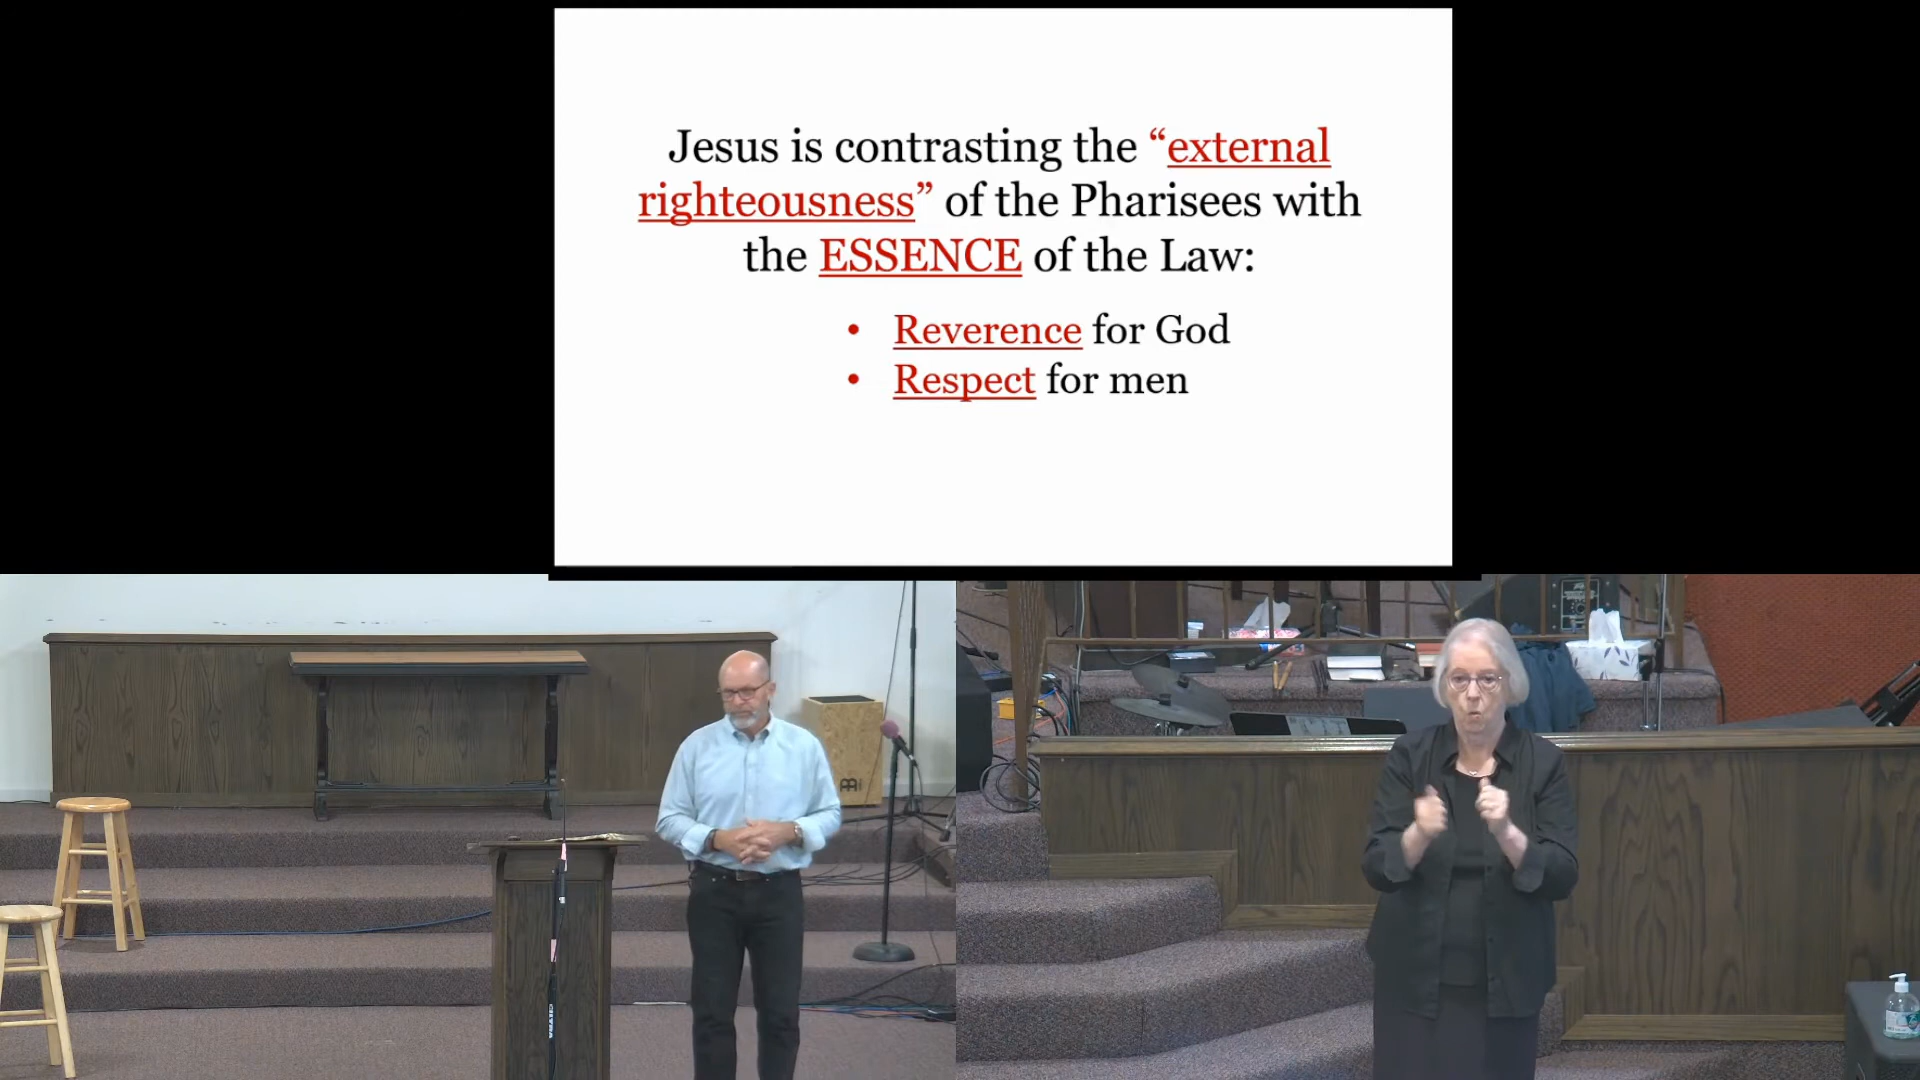 Jesus is contrasting the “external
righteousness” of the Pharisees with
the ESSENCE of the Law:
• Reverence for God
• Respect for men